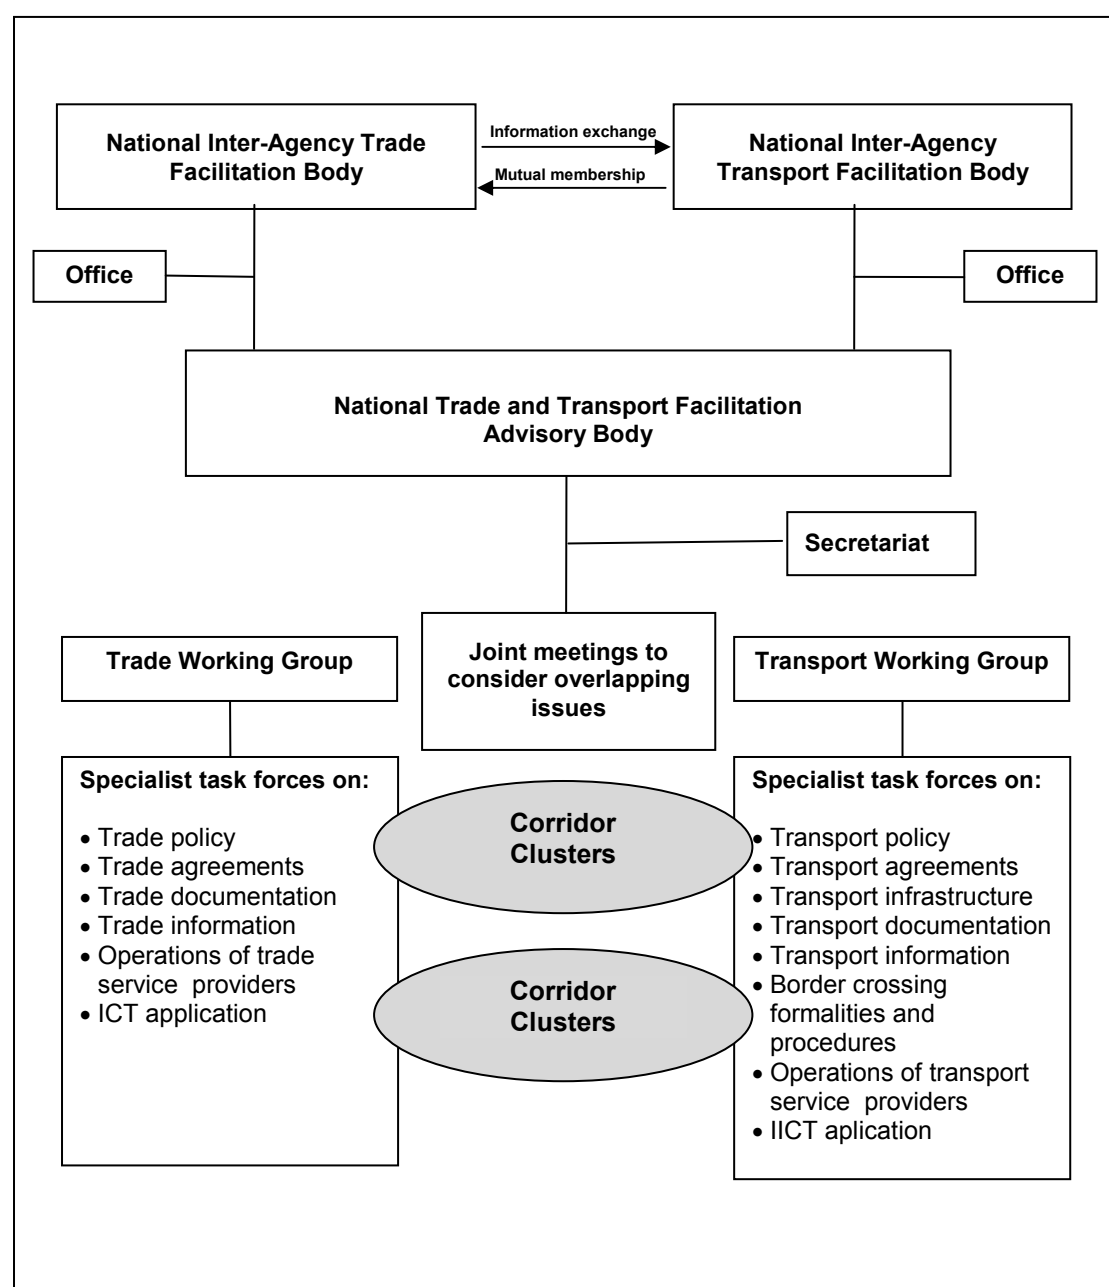 National Inter-Agency Trade
Facilitation Body
Information exchange
Mutual membership
National Inter-Agency
Transport Facilitation Body
Office
Office
National Trade and Transport Facilitation
Advisory Body
Secretariat
Trade Working Group
Joint meetings to
consider overlapping
issues
Transport Working Group
Specialist task forces on:
• Trade policy
• Trade agreements
• Trade documentation
• Trade information
• Operations of trade
service providers
• ICT application
Corridor
Clusters
Corridor
Clusters
Specialist task forces on:
• Transport policy
• Transport agreements
• Transport infrastructure
• Transport documentation
• Transport information
• Border crossing
formalities and
procedures
• Operations of transport
service providers
• IICT aplication